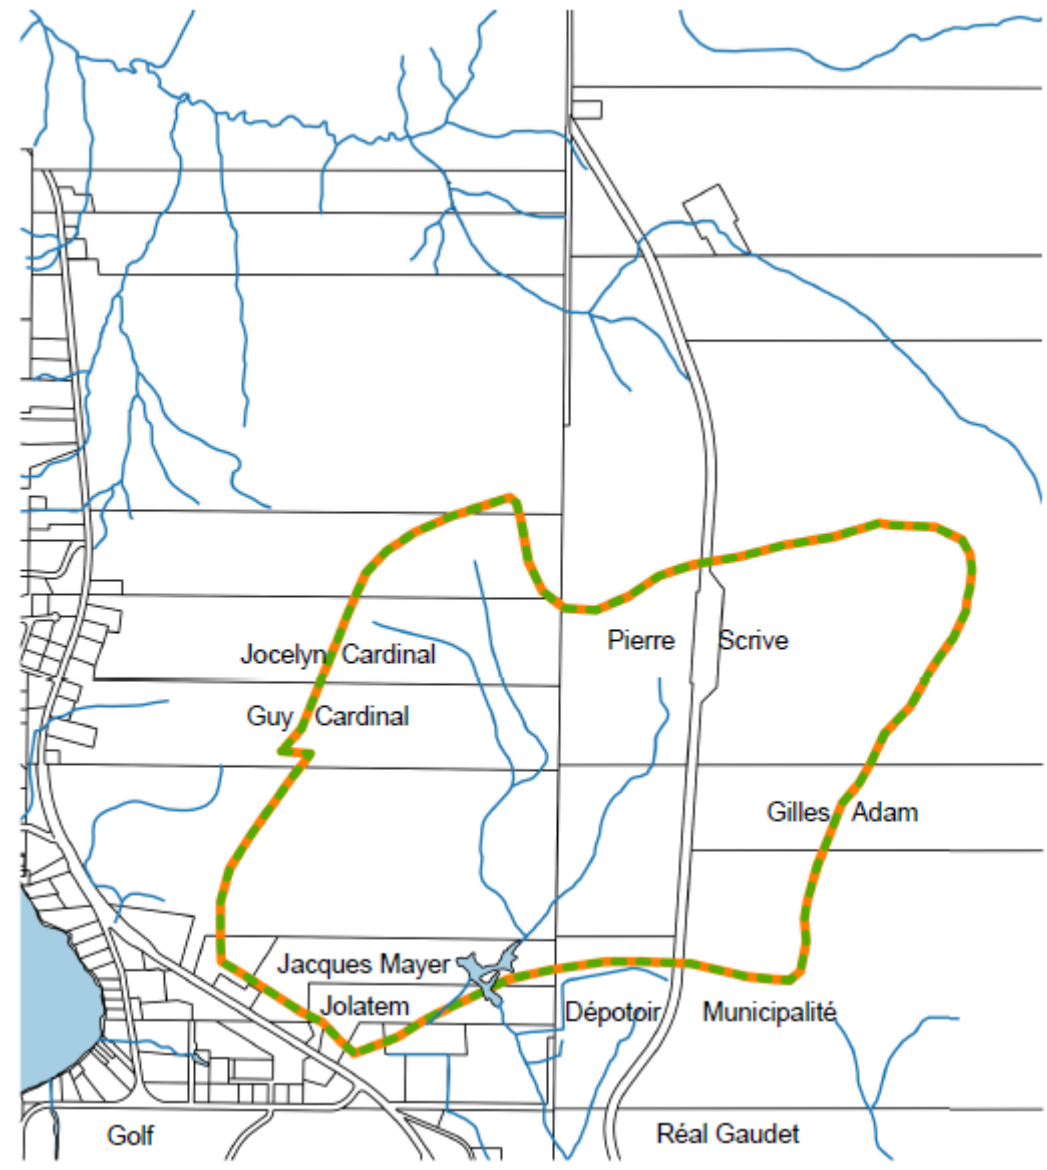 Pierre Scrive
Jocelyn Cardinal
Guy Cardinal
Gilles Adam
Jacques Mayer
Jolatem
Dépotoir
Municipalité
Golf
Réal Gaudet